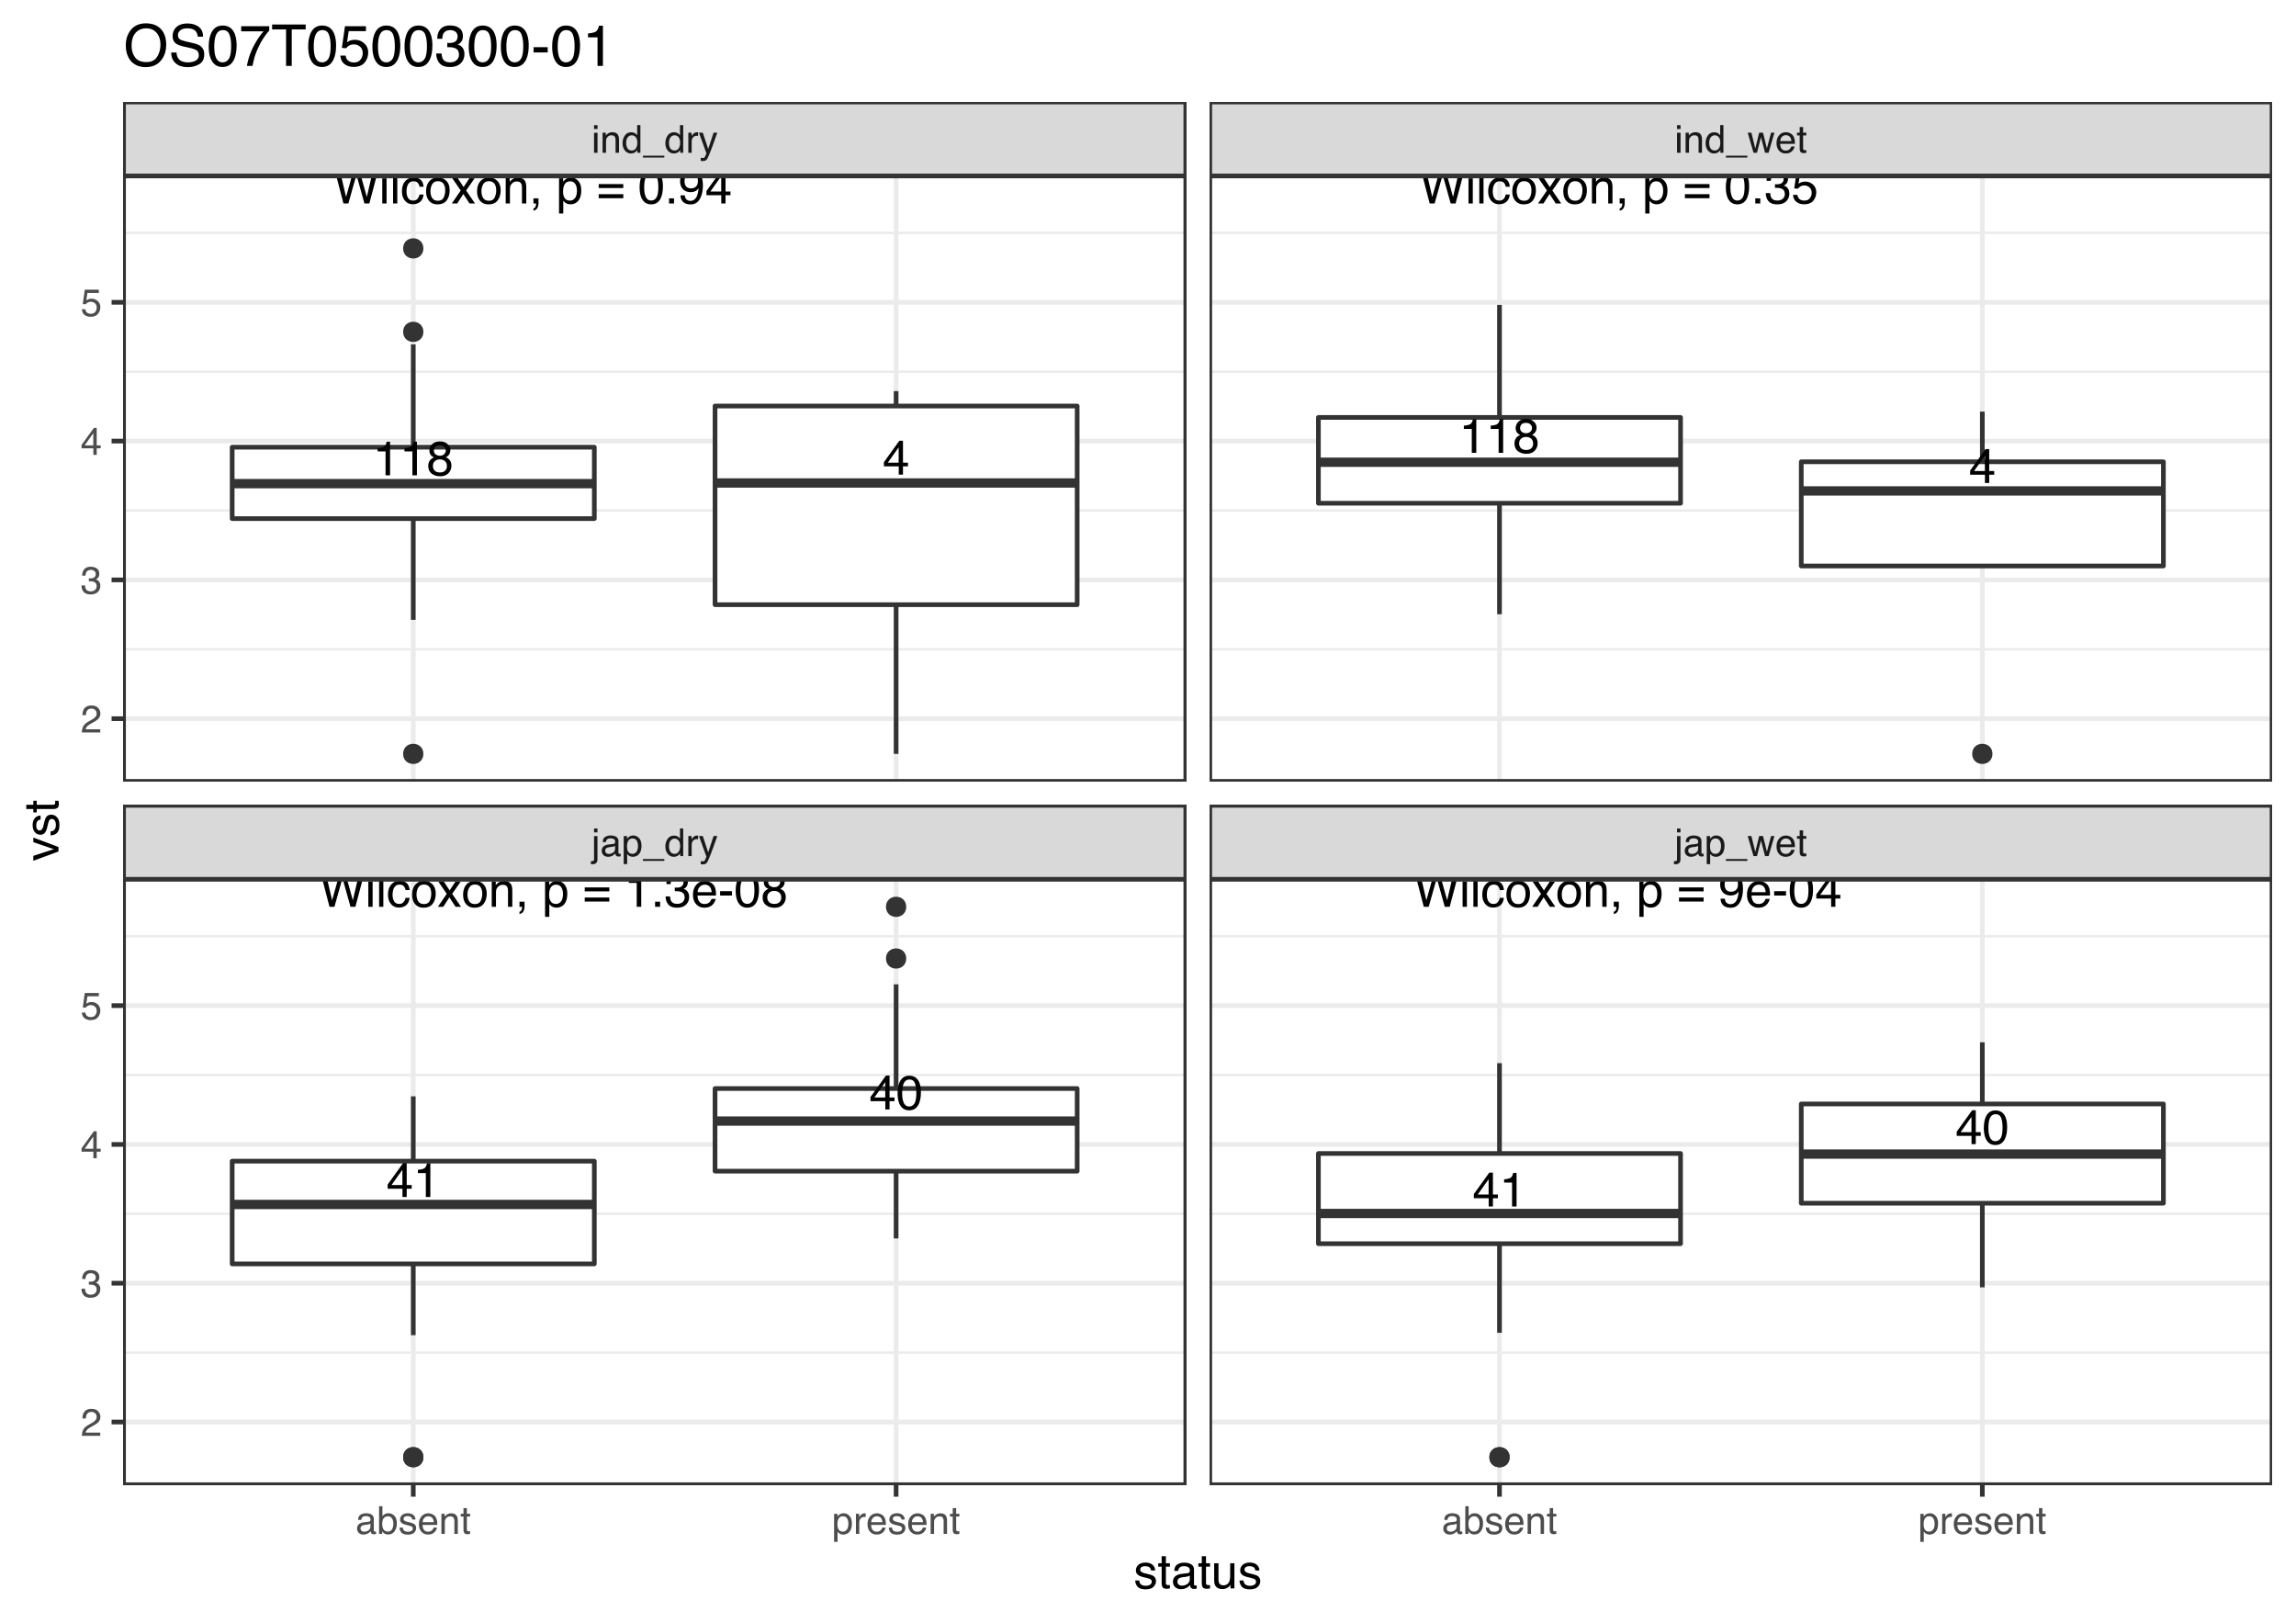 OS07T0500300-01
ind_dry
ind_wet
Wilcoxon, p = 0.94
Wilcoxon, p = 0.35
5
4
3
2
118
4
118
4
jap_dry
jap_wet
Wilcoxon, p = 1.3e-08
Wilcoxon, p = 9e-04
5
4
3
2
41
40
41
40
vst
absent
present
absent
present
status